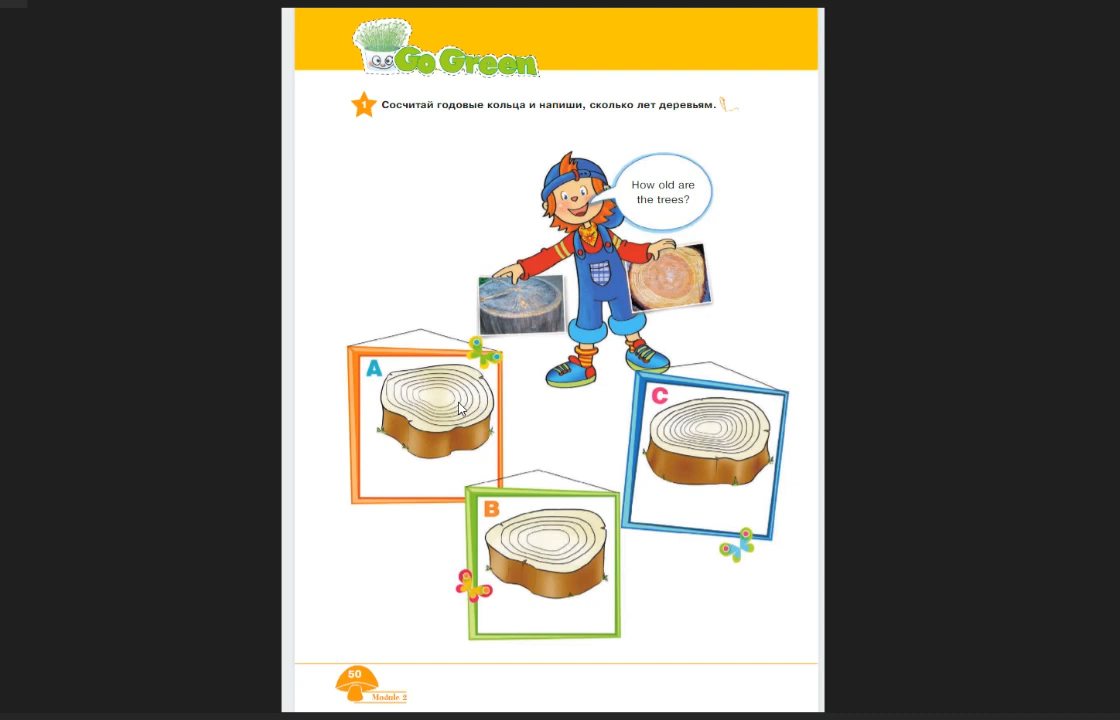 Go Green
1 Сосчитай годовые кольца и напиши, сколько лет деревьям.
How old are
the trees?
A
C
B
50
Module 2